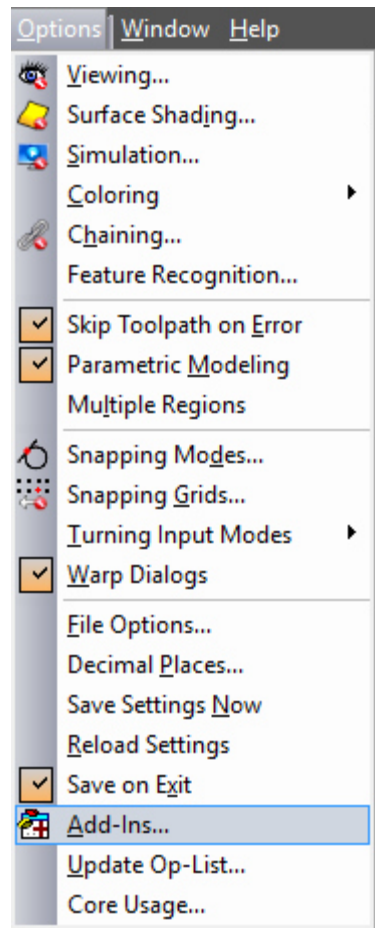 Options Window Help
Viewing...
Surface Shading...
Simulation...
Coloring
Chaining...
Feature Recognition...
Skip Toolpath on Error
Parametric Modeling
Multiple Regions
Snapping Modes...
Snapping Grids...
Turning Input Modes
Warp Dialogs
File Options...
Decimal Places...
Save Settings Now
Reload Settings
Save on Exit
Add-Ins...
Update Op-List...
Core Usage...